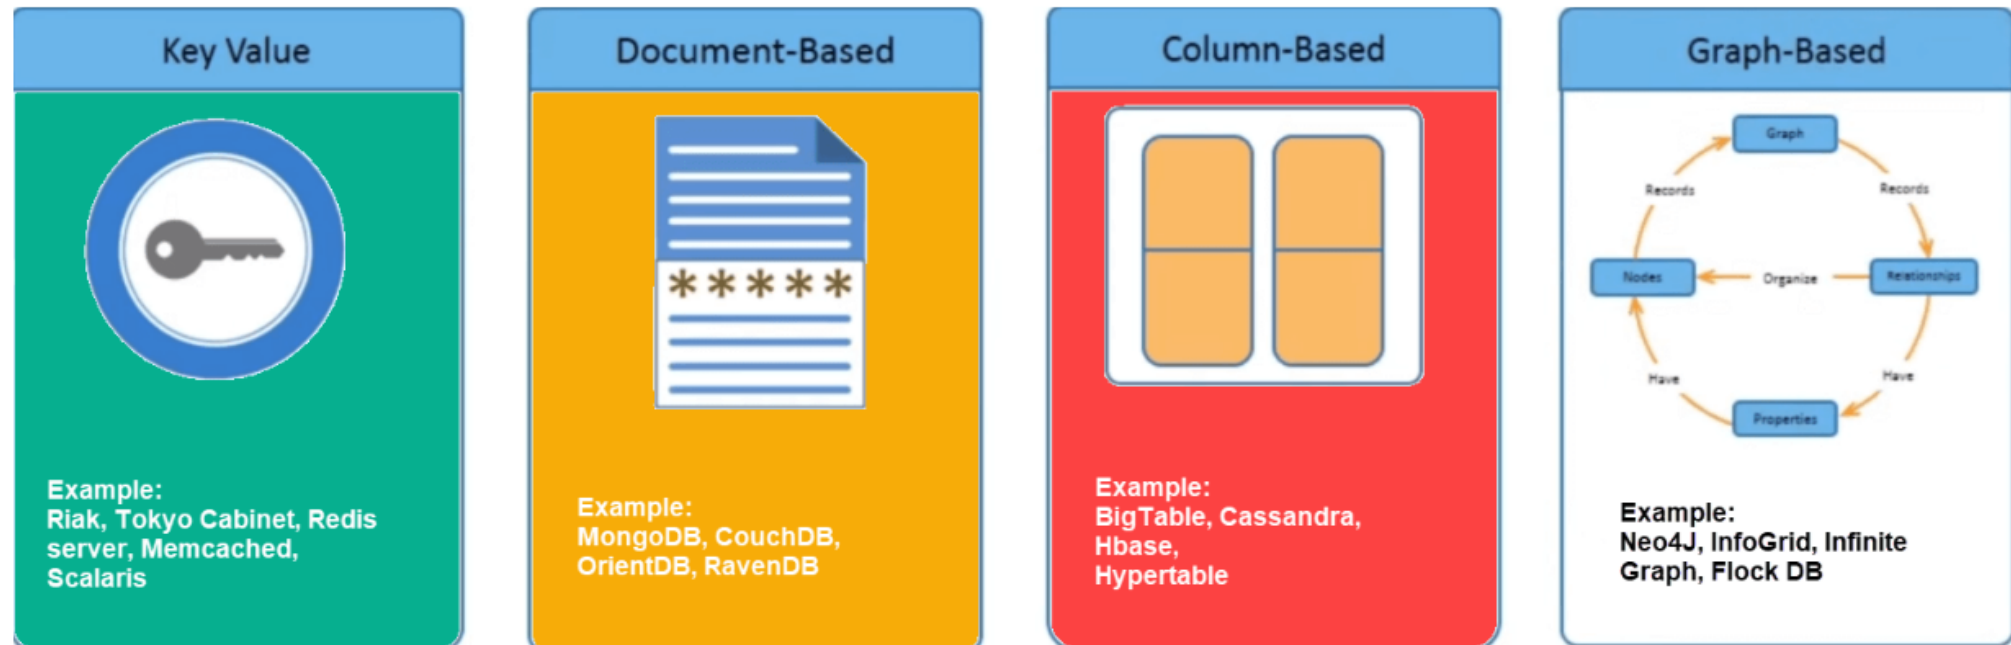 Key Value
Example:
Riak, Tokyo Cabinet, Redis
server, Memcached,
Scalaris
Document-Based
*****
Example:
MongoDB, CouchDB,
OrientDB, RavenDB
Column-Based
Example:
BigTable, Cassandra,
Hbase,
Hypertable
Graph-Based
Graph
Records
Records
Nodes
Organize
Relationships
Have
Have
Properties
Example:
Neo4J, InfoGrid, Infinite
Graph, Flock DB